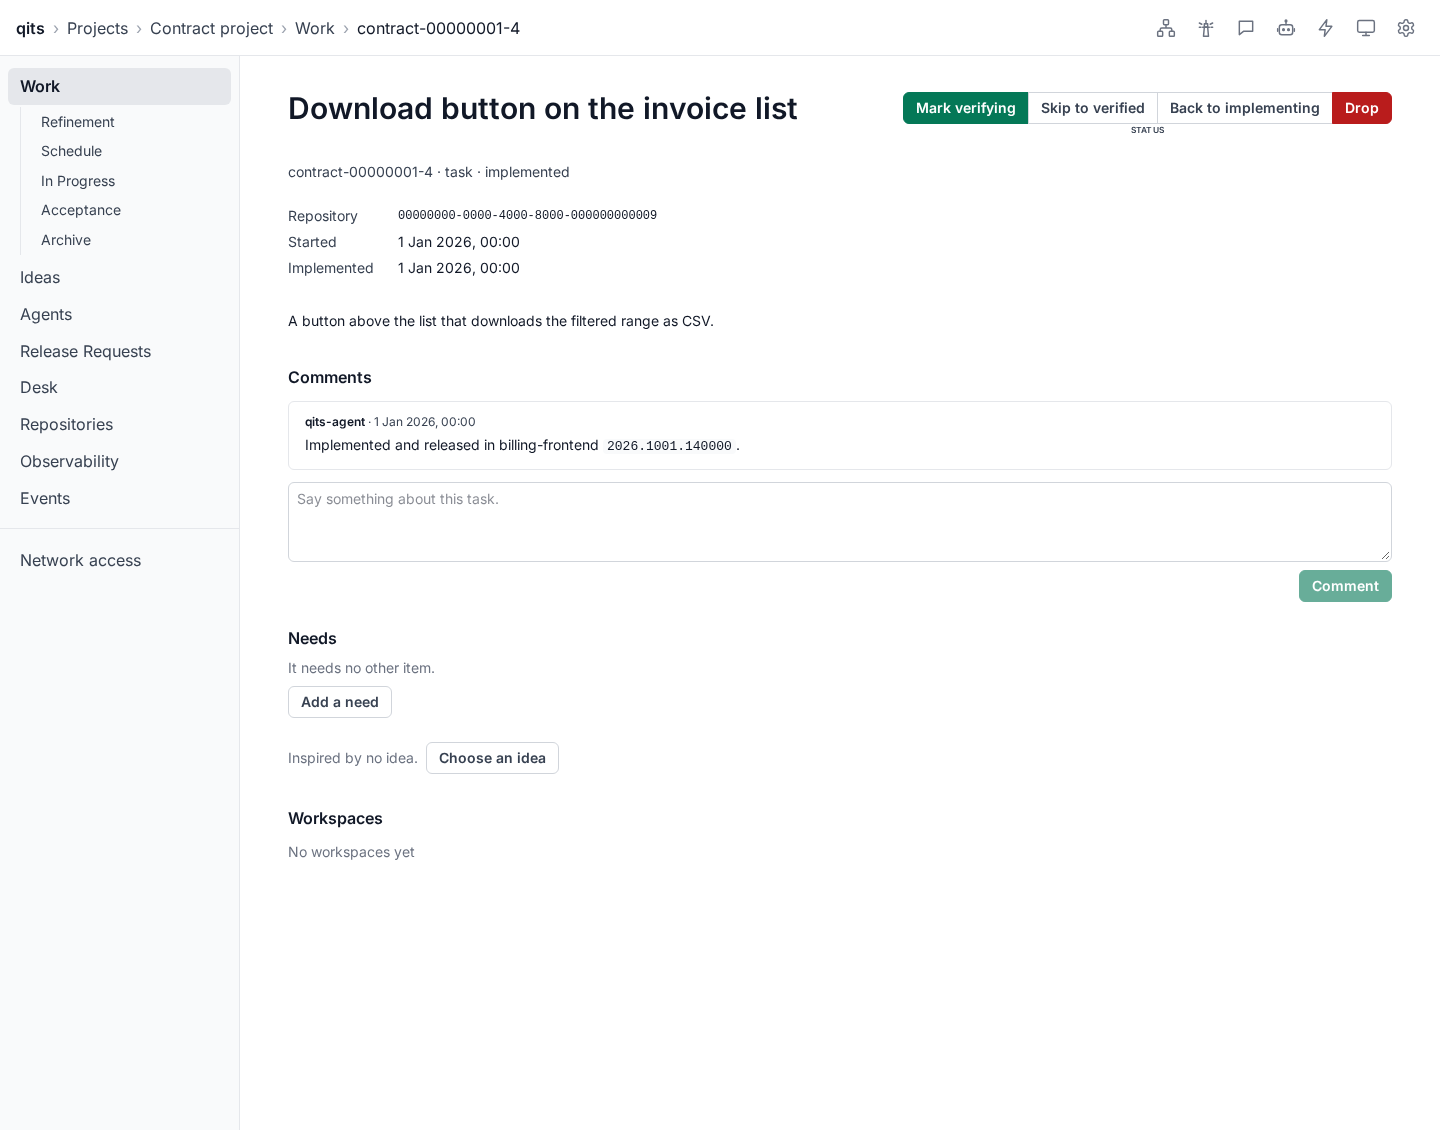 qits › Projects › Contract project › Work › contract-00000001-4
Work
Refinement
Schedule
In Progress
Acceptance
Archive
Ideas
Agents
Release Requests
Desk
Repositories
Observability
Events
Network access
Download button on the invoice list
Mark verifying
Skip to verified
Back to implementing
Drop
STATUS
contract-00000001-4 · task · implemented
Repository 00000000-0000-4000-8000-000000000009
Started 1 Jan 2026, 00:00
Implemented 1 Jan 2026, 00:00
A button above the list that downloads the filtered range as CSV.
Comments
qits-agent · 1 Jan 2026, 00:00
Implemented and released in billing-frontend 2026.1001.140000.
Say something about this task.
Comment
Needs
It needs no other item.
Add a need
Inspired by no idea. Choose an idea
Workspaces
No workspaces yet